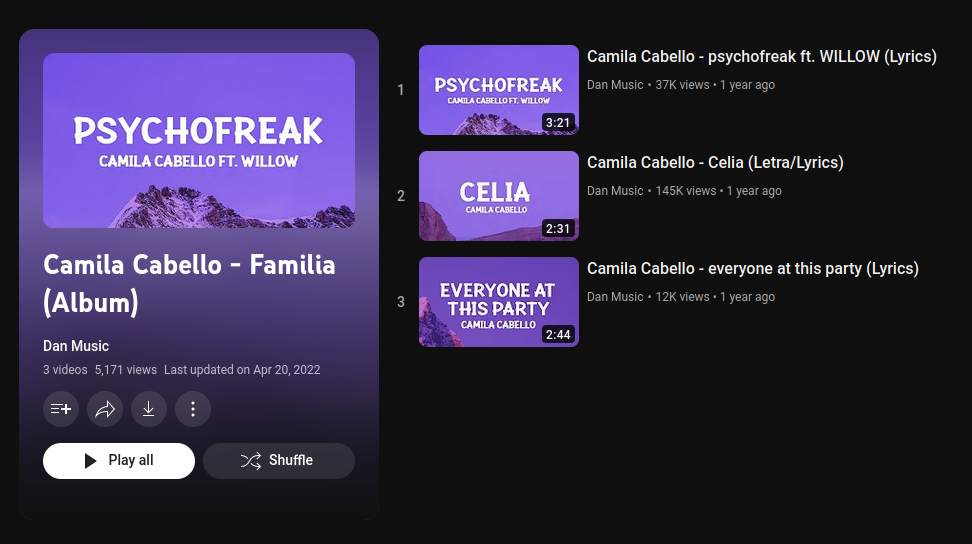 PSYCHOFREAK
CAMILA CABELLO FT. WILLOW
Camila Cabello - Familia
(Album)
Dan Music
3 videos 5,171 views Last updated on Apr 20, 2022
Play all
Shuffle
1
PSYCHOFREAK
CAMILA CABELLO FT. WILLOW
3:21
Camila Cabello - psychofreak ft. WILLOW (Lyrics)
Dan Music • 37K views • 1 year ago
2
CELIA
CAMILA CABELLO
2:31
Camila Cabello - Celia (Letra/Lyrics)
Dan Music • 145K views • 1 year ago
3
EVERYONE AT
THIS PARTY
CAMILA CABELLO
2:44
Camila Cabello - everyone at this party (Lyrics)
Dan Music • 12K views • 1 year ago